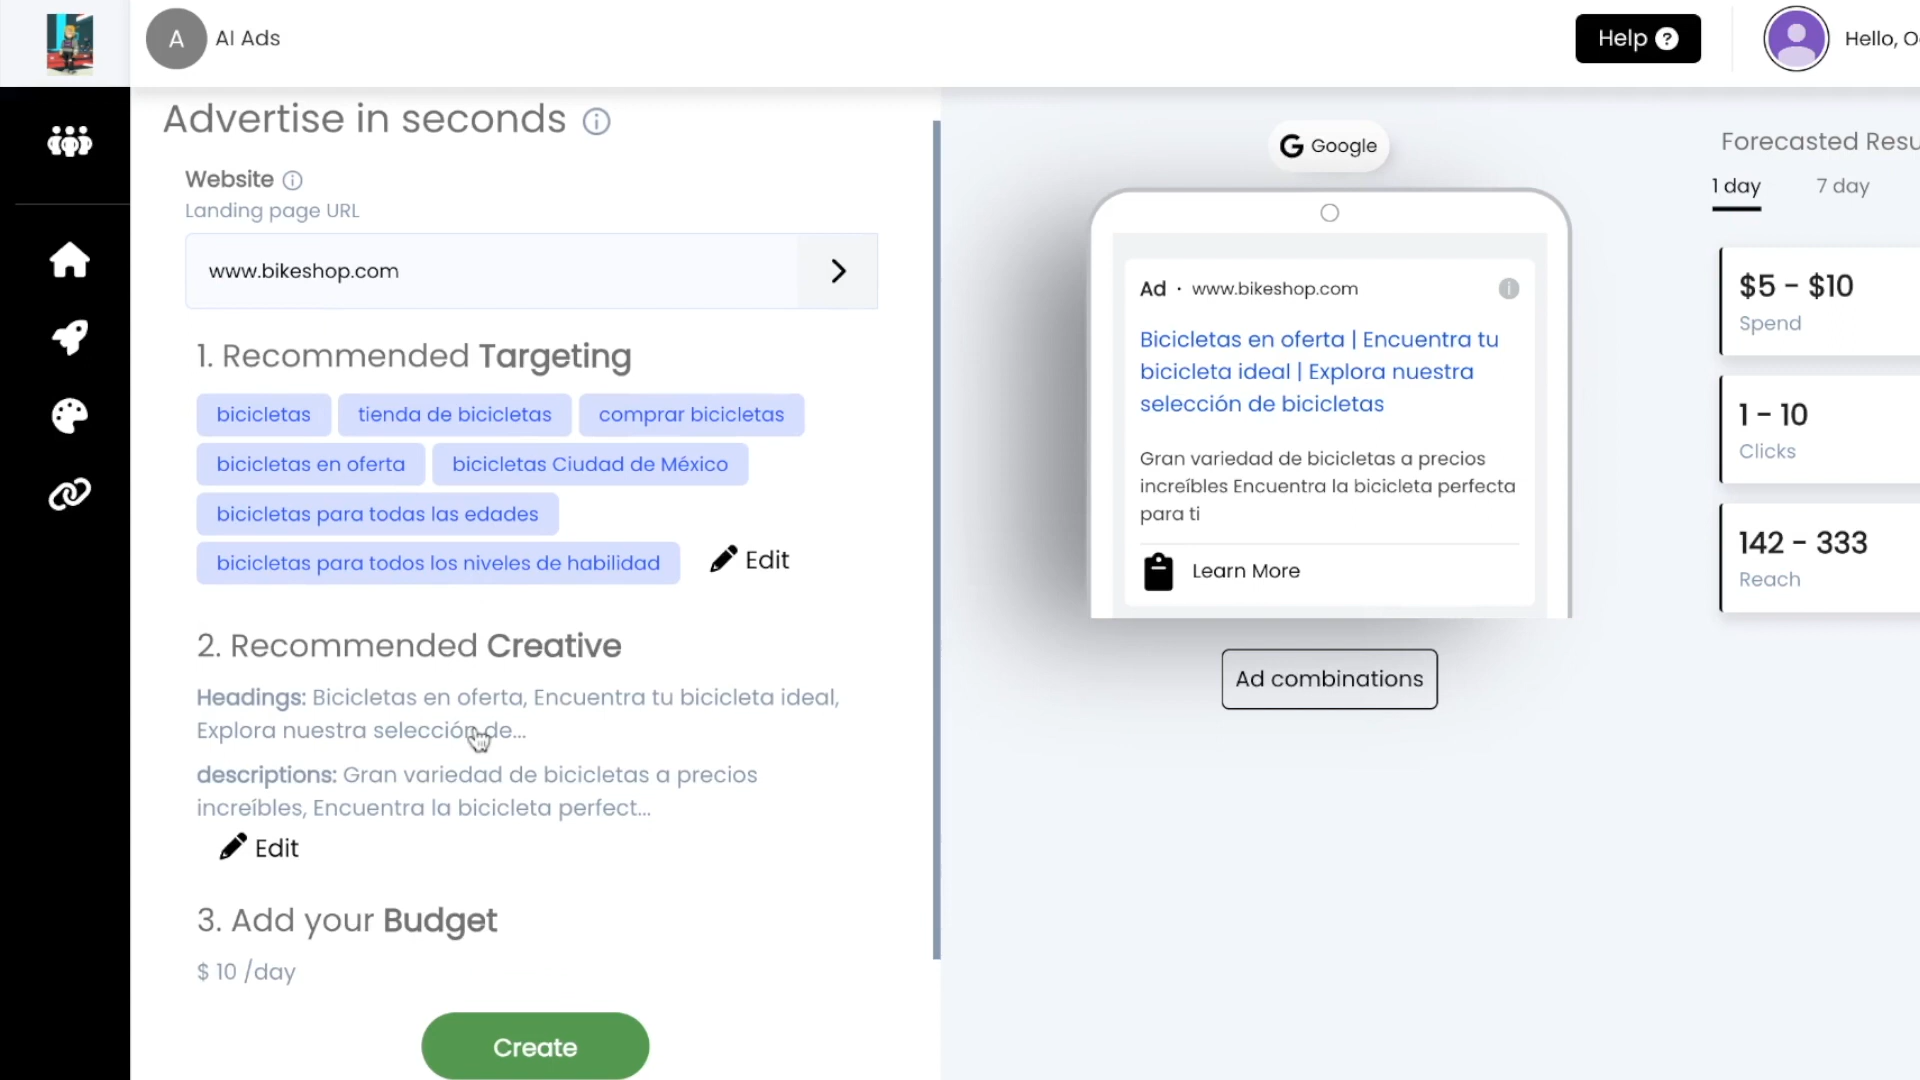 A AI Ads
Help ?
Hello, O
Advertise in seconds
Website
Landing page URL
www.bikeshop.com
1. Recommended Targeting
bicicletas
tienda de bicicletas
comprar bicicletas
bicicletas en oferta
bicicletas Ciudad de México
bicicletas para todas las edades
bicicletas para todos los niveles de habilidad
Edit
2. Recommended Creative
Headings: Bicicletas en oferta, Encuentra tu bicicleta ideal,
Explora nuestra selección de...
descriptions: Gran variedad de bicicletas a precios
increíbles, Encuentra la bicicleta perfect...
Edit
3. Add your Budget
$ 10 /day
Create
Google
Ad · www.bikeshop.com
Bicicletas en oferta | Encuentra tu
bicicleta ideal | Explora nuestra
selección de bicicletas
Gran variedad de bicicletas a precios
increíbles Encuentra la bicicleta perfecta
para ti
Learn More
Ad combinations
Forecasted Resu
1 day
7 day
$5 - $10
Spend
1 - 10
Clicks
142 - 333
Reach